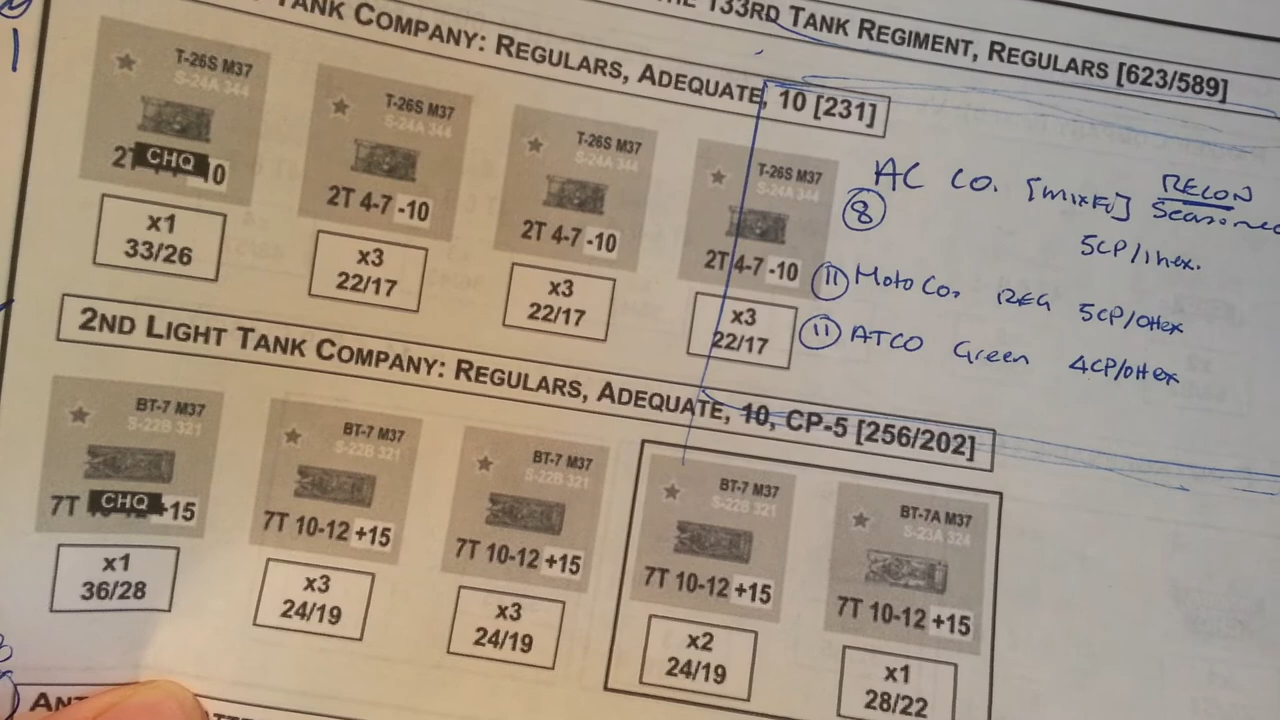 133RD TANK REGIMENT, REGULARS [623/589]
TANK COMPANY: REGULARS, ADEQUATE, 10 [231]
T-26S M37
S-24A 344
CHQ
x1
33/26
T-26S M37
S-24A 344
2T 4-7 -10
x3
22/17
T-26S M37
S-24A 344
2T 4-7 -10
x3
22/17
T-26S M37
S-24A 344
2T 4-7 -10
x3
22/17
AC Co. [MIXED] RECON Seasoned
8
5CP/1hex.
11 Moto Co. REG 5CP/0Hex
11 ATCO Green 4CP/0Hex
2ND LIGHT TANK COMPANY: REGULARS, ADEQUATE, 10, CP-5 [256/202]
BT-7 M37
S-22B 321
7T CHQ +15
x1
36/28
BT-7 M37
S-22B 321
7T 10-12 +15
x3
24/19
BT-7 M37
S-22B 321
7T 10-12 +15
x3
24/19
BT-7 M37
S-22B 321
7T 10-12 +15
x2
24/19
BT-7A M37
S-23A 324
7T 10-12 +15
x1
28/22